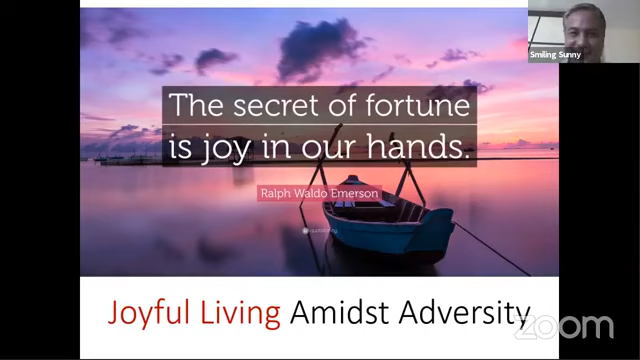 Smiling Sunny
The secret of fortune
is joy in our hands.
Ralph Waldo Emerson
Joyful Living Amidst Adversity
zoom